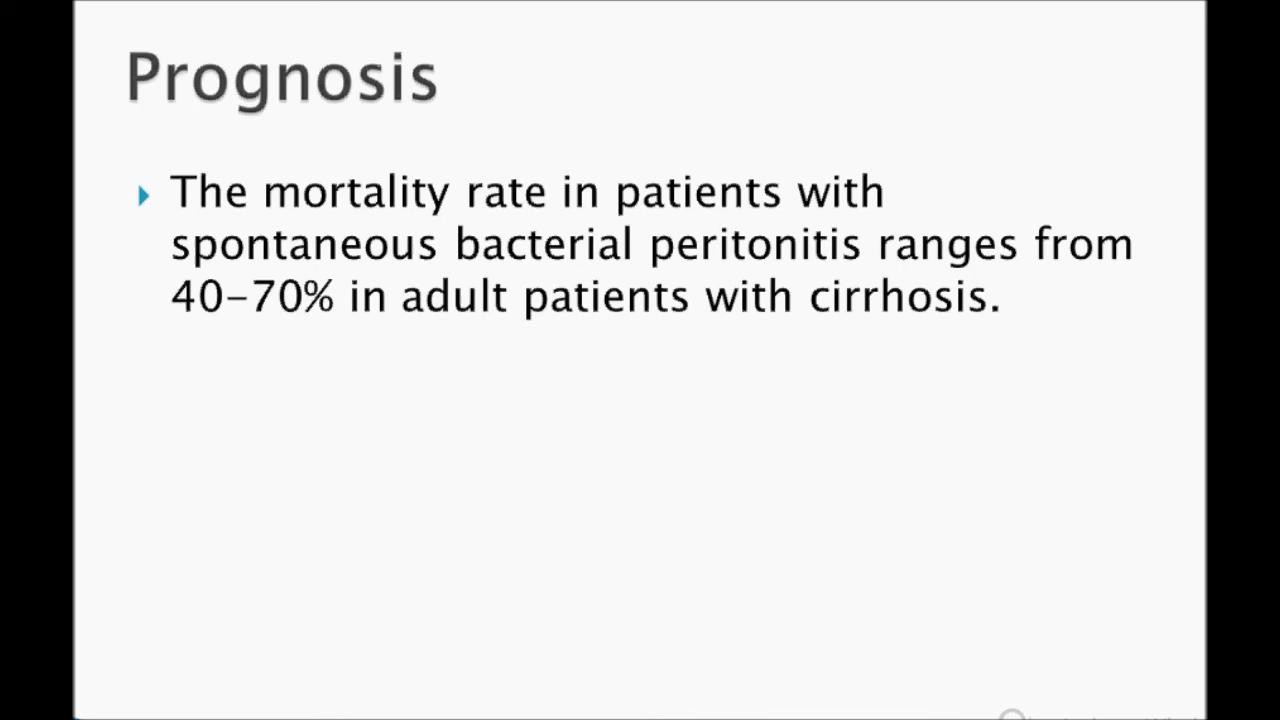 Prognosis
The mortality rate in patients with
spontaneous bacterial peritonitis ranges from
40-70% in adult patients with cirrhosis.